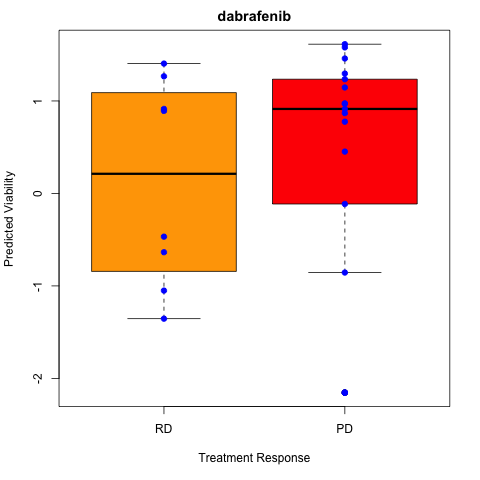 dabrafenib
Predicted Viability
1
0
-1
-2
RD
PD
Treatment Response